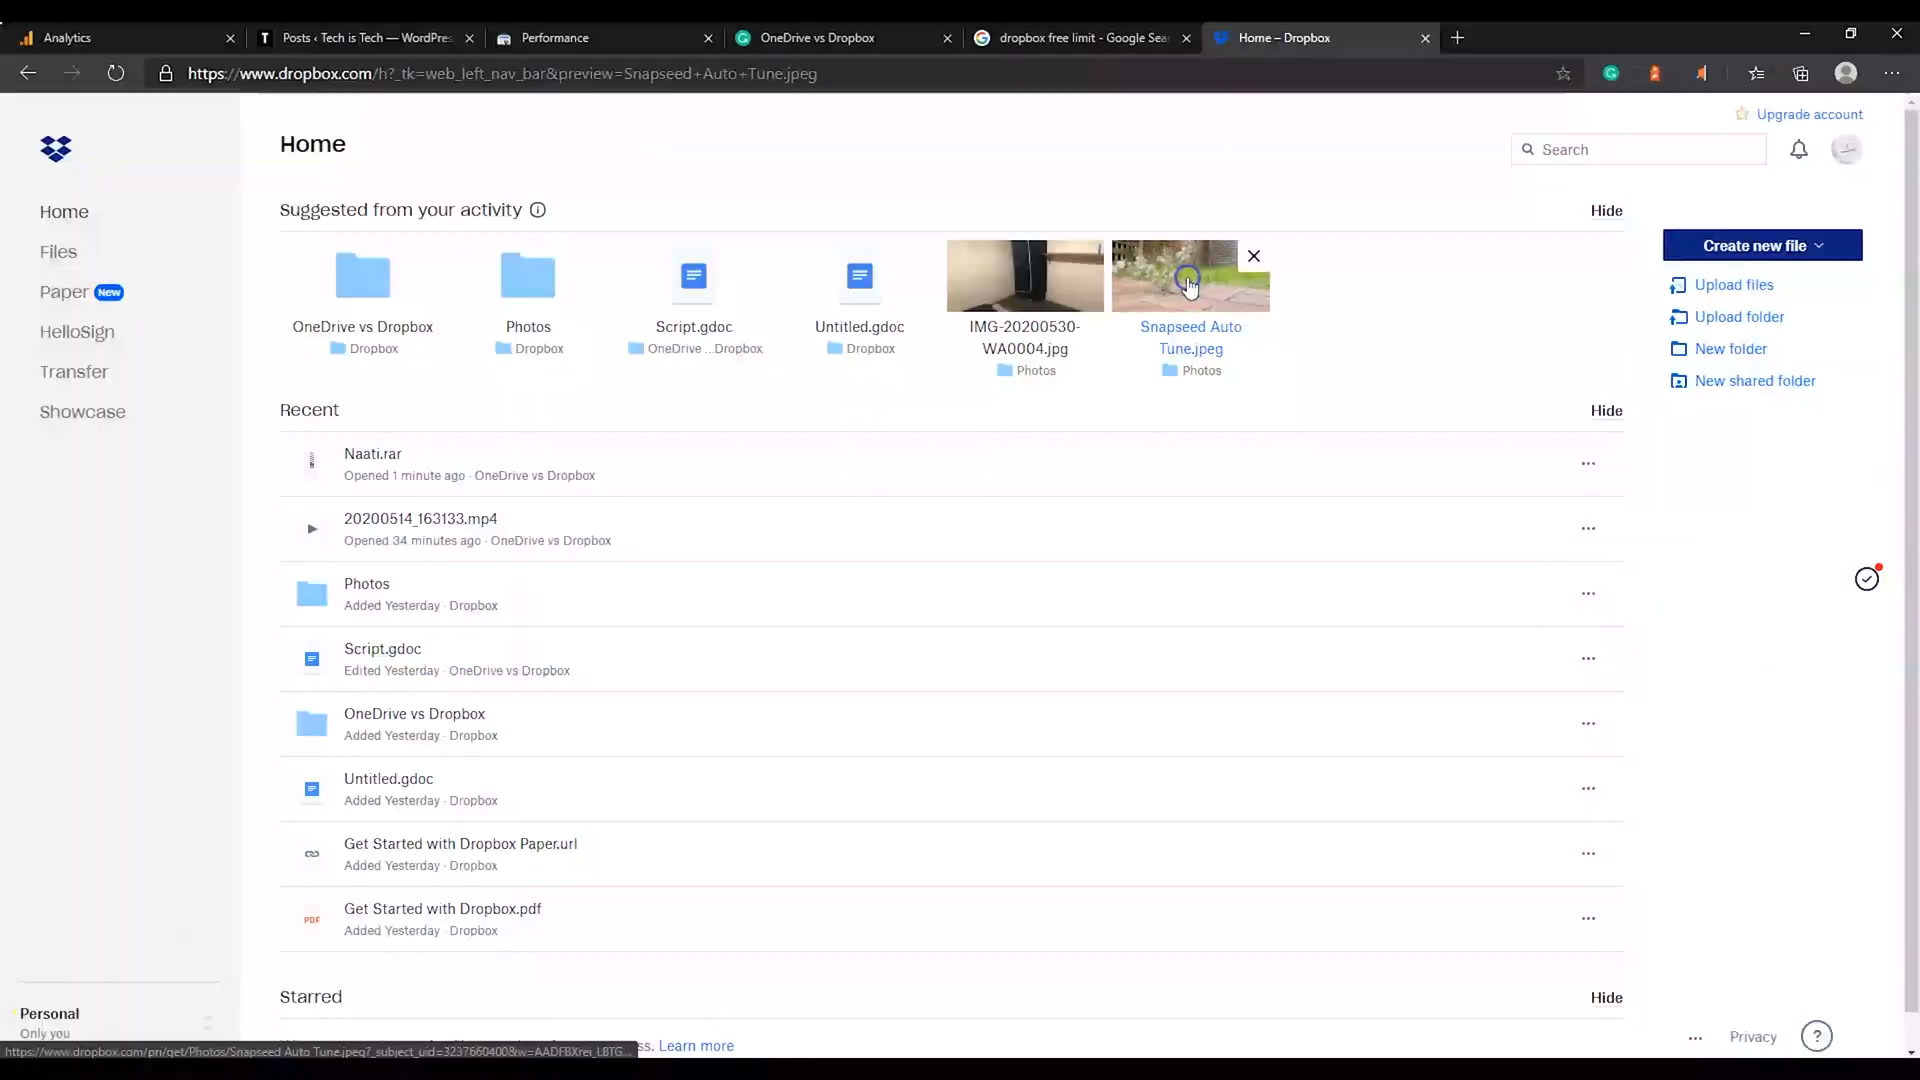 Analytics
Posts ‹ Tech is Tech — WordPres
Performance
OneDrive vs Dropbox
dropbox free limit - Google Sea
Home – Dropbox
https://www.dropbox.com/h?_tk=web_left_nav_bar&preview=Snapseed+Auto+Tune.jpeg
Upgrade account
Home
Search
Home
Files
Paper New
HelloSign
Transfer
Showcase
Suggested from your activity
Hide
OneDrive vs Dropbox
Dropbox
Photos
Dropbox
Script.gdoc
OneDrive ...Dropbox
Untitled.gdoc
Dropbox
IMG-20200530-
WA0004.jpg
Photos
Snapseed Auto
Tune.jpeg
Photos
Create new file
Upload files
Upload folder
New folder
New shared folder
Recent
Hide
Naati.rar
Opened 1 minute ago · OneDrive vs Dropbox
20200514_163133.mp4
Opened 34 minutes ago · OneDrive vs Dropbox
Photos
Added Yesterday · Dropbox
Script.gdoc
Edited Yesterday · OneDrive vs Dropbox
OneDrive vs Dropbox
Added Yesterday · Dropbox
Untitled.gdoc
Added Yesterday · Dropbox
Get Started with Dropbox Paper.url
Added Yesterday · Dropbox
PDF
Get Started with Dropbox.pdf
Added Yesterday · Dropbox
Starred
Hide
Personal
Only you
ss. Learn more
Privacy
?